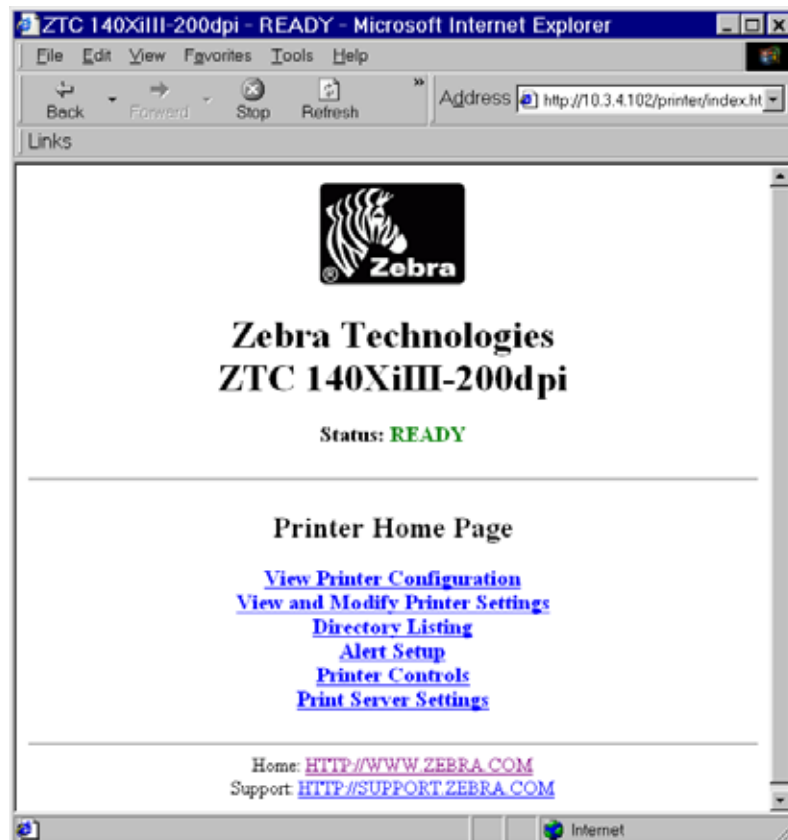 ZTC 140XiIII-200dpi - READY - Microsoft Internet Explorer
File Edit View Favorites Tools Help
Back Forward Stop Refresh » Address http://10.3.4.102/printer/index.ht
Links
® Zebra
Zebra Technologies
ZTC 140XiIII-200dpi
Status: READY
Printer Home Page
View Printer Configuration
View and Modify Printer Settings
Directory Listing
Alert Setup
Printer Controls
Print Server Settings
Home: HTTP://WWW.ZEBRA.COM
Support: HTTP://SUPPORT.ZEBRA.COM
Internet